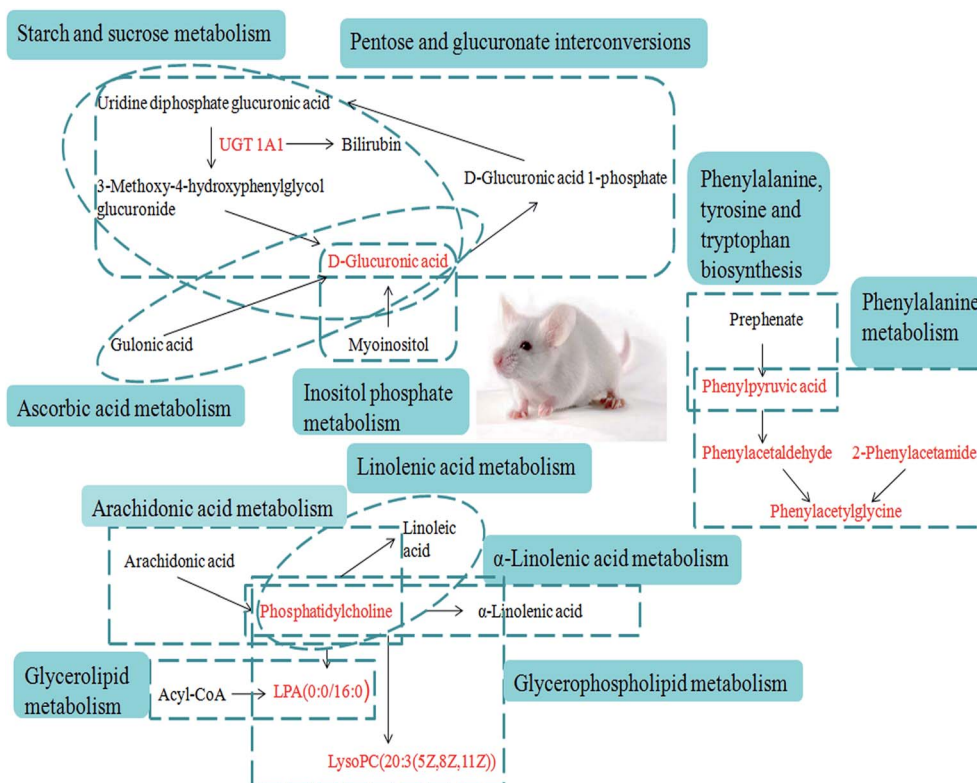 Starch and sucrose metabolism
Pentose and glucuronate interconversions
Uridine diphosphate glucuronic acid
UGT 1A1
Bilirubin
3-Methoxy-4-hydroxyphenylglycol
glucuronide
D-Glucuronic acid 1-phosphate
D-Glucuronic acid
Gulonic acid
Myoinositol
Ascorbic acid metabolism
Inositol phosphate
metabolism
Phenylalanine,
tyrosine and
tryptophan
biosynthesis
Phenylalanine
metabolism
Prephenate
Phenylpyruvic acid
Phenylacetaldehyde
2-Phenylacetamide
Phenylacetylglycine
Linolenic acid metabolism
Arachidonic acid metabolism
Linoleic
acid
Arachidonic acid
α-Linolenic acid metabolism
Phosphatidylcholine
α-Linolenic acid
Glycerolipid
metabolism
Acyl-CoA
LPA(0:0/16:0)
Glycerophospholipid metabolism
LysoPC(20:3(5Z,8Z,11Z))